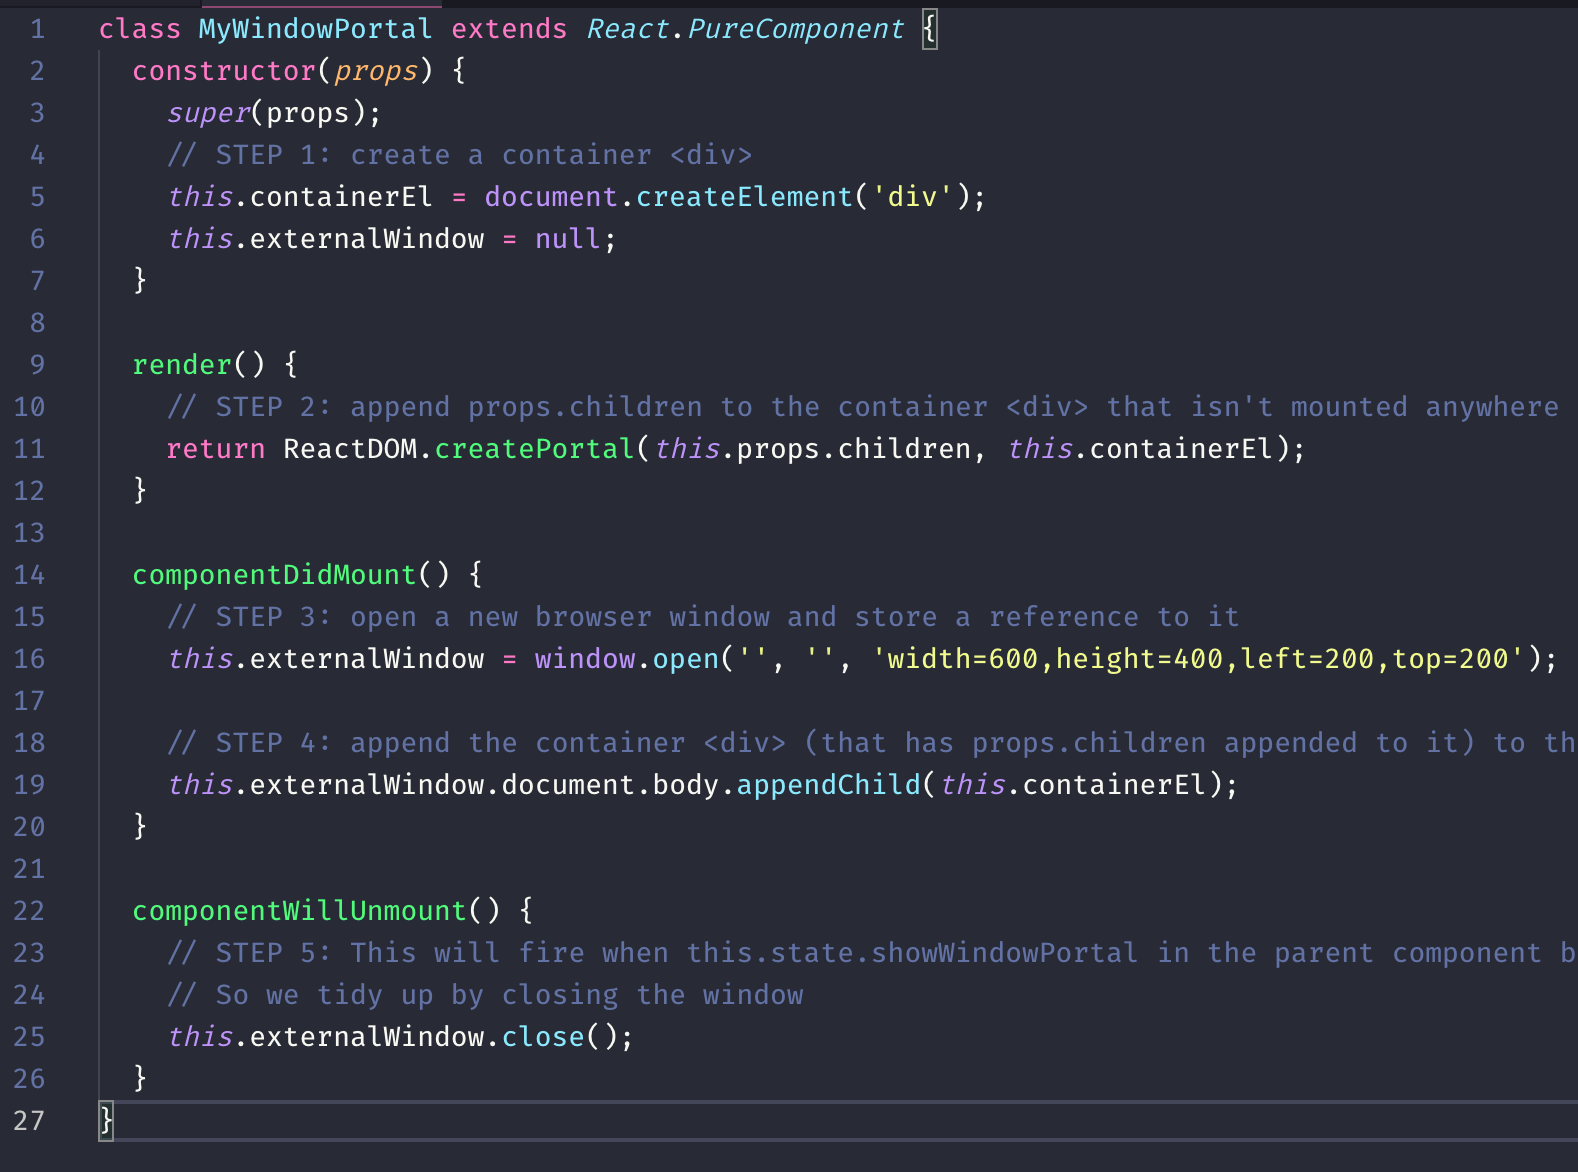 1 class MyWindowPortal extends React.PureComponent {
2 constructor(props) {
3 super(props);
4 // STEP 1: create a container <div>
5 this.containerEl = document.createElement('div');
6 this.externalWindow = null;
7 }
8
9 render() {
10 // STEP 2: append props.children to the container <div> that isn't mounted anywhere
11 return ReactDOM.createPortal(this.props.children, this.containerEl);
12 }
13
14 componentDidMount() {
15 // STEP 3: open a new browser window and store a reference to it
16 this.externalWindow = window.open('', '', 'width=600,height=400,left=200,top=200');
17
18 // STEP 4: append the container <div> (that has props.children appended to it) to th
19 this.externalWindow.document.body.appendChild(this.containerEl);
20 }
21
22 componentWillUnmount() {
23 // STEP 5: This will fire when this.state.showWindowPortal in the parent component b
24 // So we tidy up by closing the window
25 this.externalWindow.close();
26 }
27 }